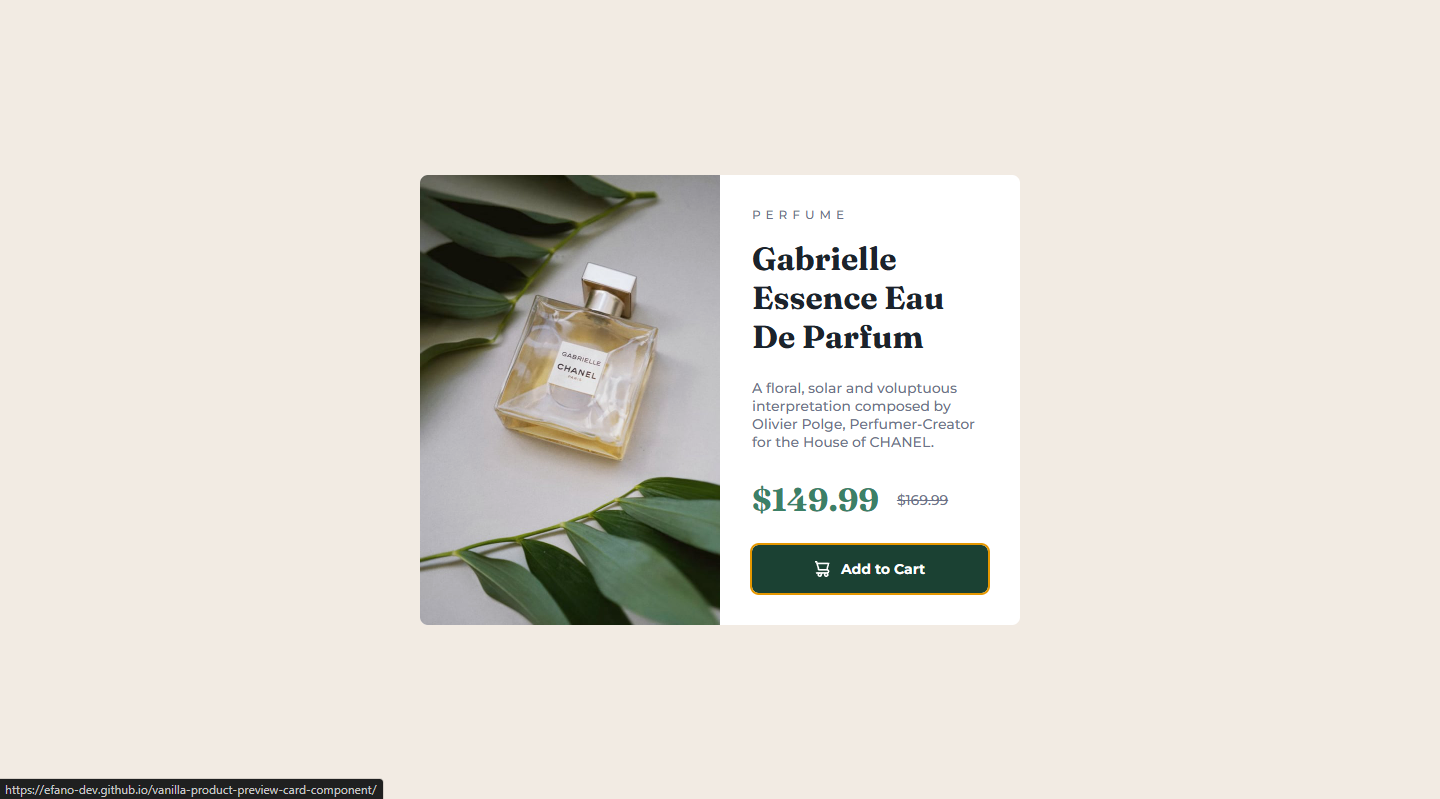 PERFUME
Gabrielle
Essence Eau
De Parfum
GABRIELLE
CHANEL
PARIS
A floral, solar and voluptuous
interpretation composed by
Olivier Polge, Perfumer-Creator
for the House of CHANEL.
$149.99 $169.99
Add to Cart
https://efano-dev.github.io/vanilla-product-preview-card-component/